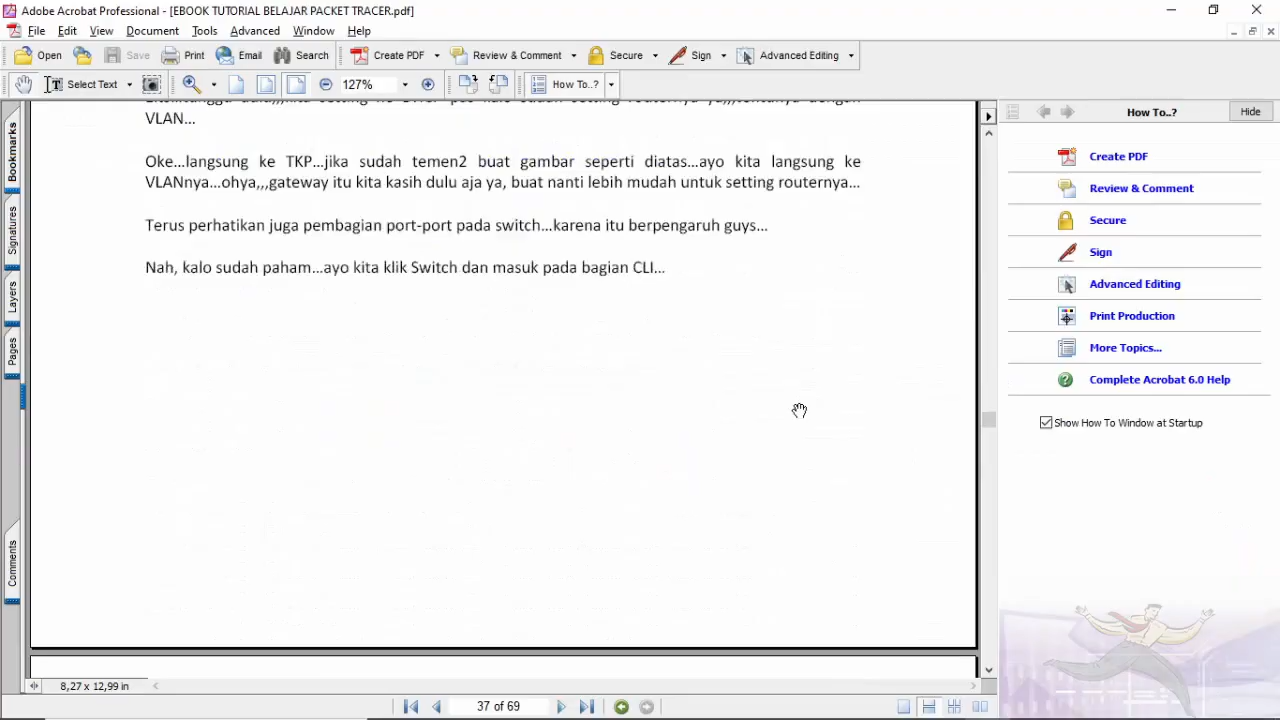 Adobe Acrobat Professional - [EBOOK TUTORIAL BELAJAR PACKET TRACER.pdf]
File Edit View Document Tools Advanced Window Help
Open Save Print Email Search Create PDF Review & Comment Secure Sign Advanced Editing
Select Text 127% How To..?
VLAN...
Oke...langsung ke TKP...jika sudah temen2 buat gambar seperti diatas...ayo kita langsung ke
VLANnya...ohya,,,gateway itu kita kasih dulu aja ya, buat nanti lebih mudah untuk setting routernya...
Terus perhatikan juga pembagian port-port pada switch...karena itu berpengaruh guys...
Nah, kalo sudah paham...ayo kita klik Switch dan masuk pada bagian CLI...
Bookmarks
Signatures
Layers
Pages
Comments
How To..? Hide
Create PDF
Review & Comment
Secure
Sign
Advanced Editing
Print Production
More Topics...
Complete Acrobat 6.0 Help
Show How To Window at Startup
8,27 x 12,99 in
37 of 69